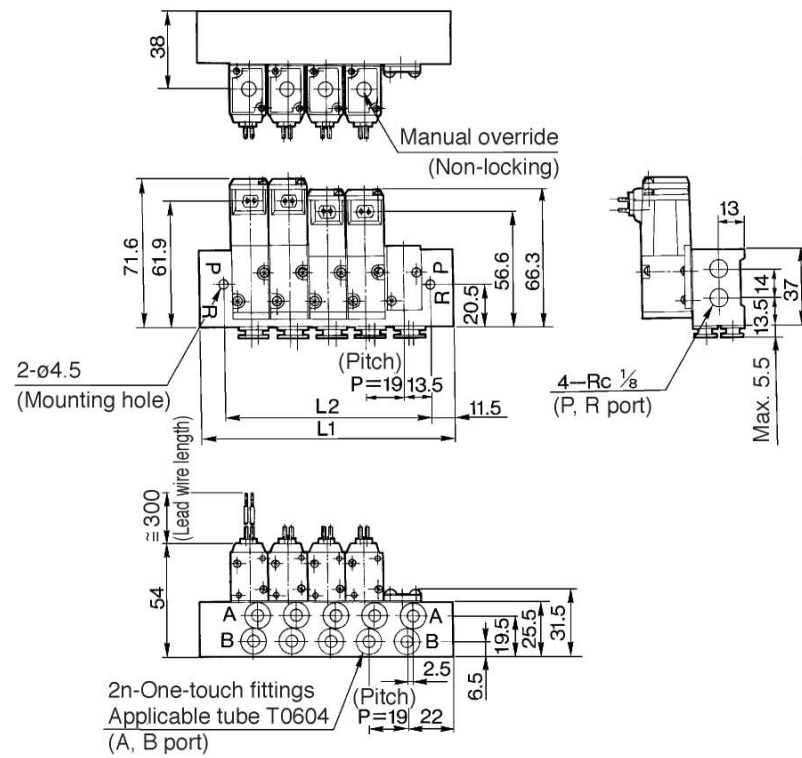 38
Manual override
(Non-locking)
71.6
61.9
P
R
P
R
20.5
56.6
66.3
13
14
13.5
37
Max. 5.5
2-ø4.5
(Mounting hole)
(Pitch)
P=19
13.5
L2
11.5
L1
4-Rc 1/8
(P, R port)
≅300
(Lead wire length)
54
A
A
B
B
19.5
25.5
31.5
6.5
2.5
2n-One-touch fittings
Applicable tube T0604
(A, B port)
(Pitch)
P=19
22